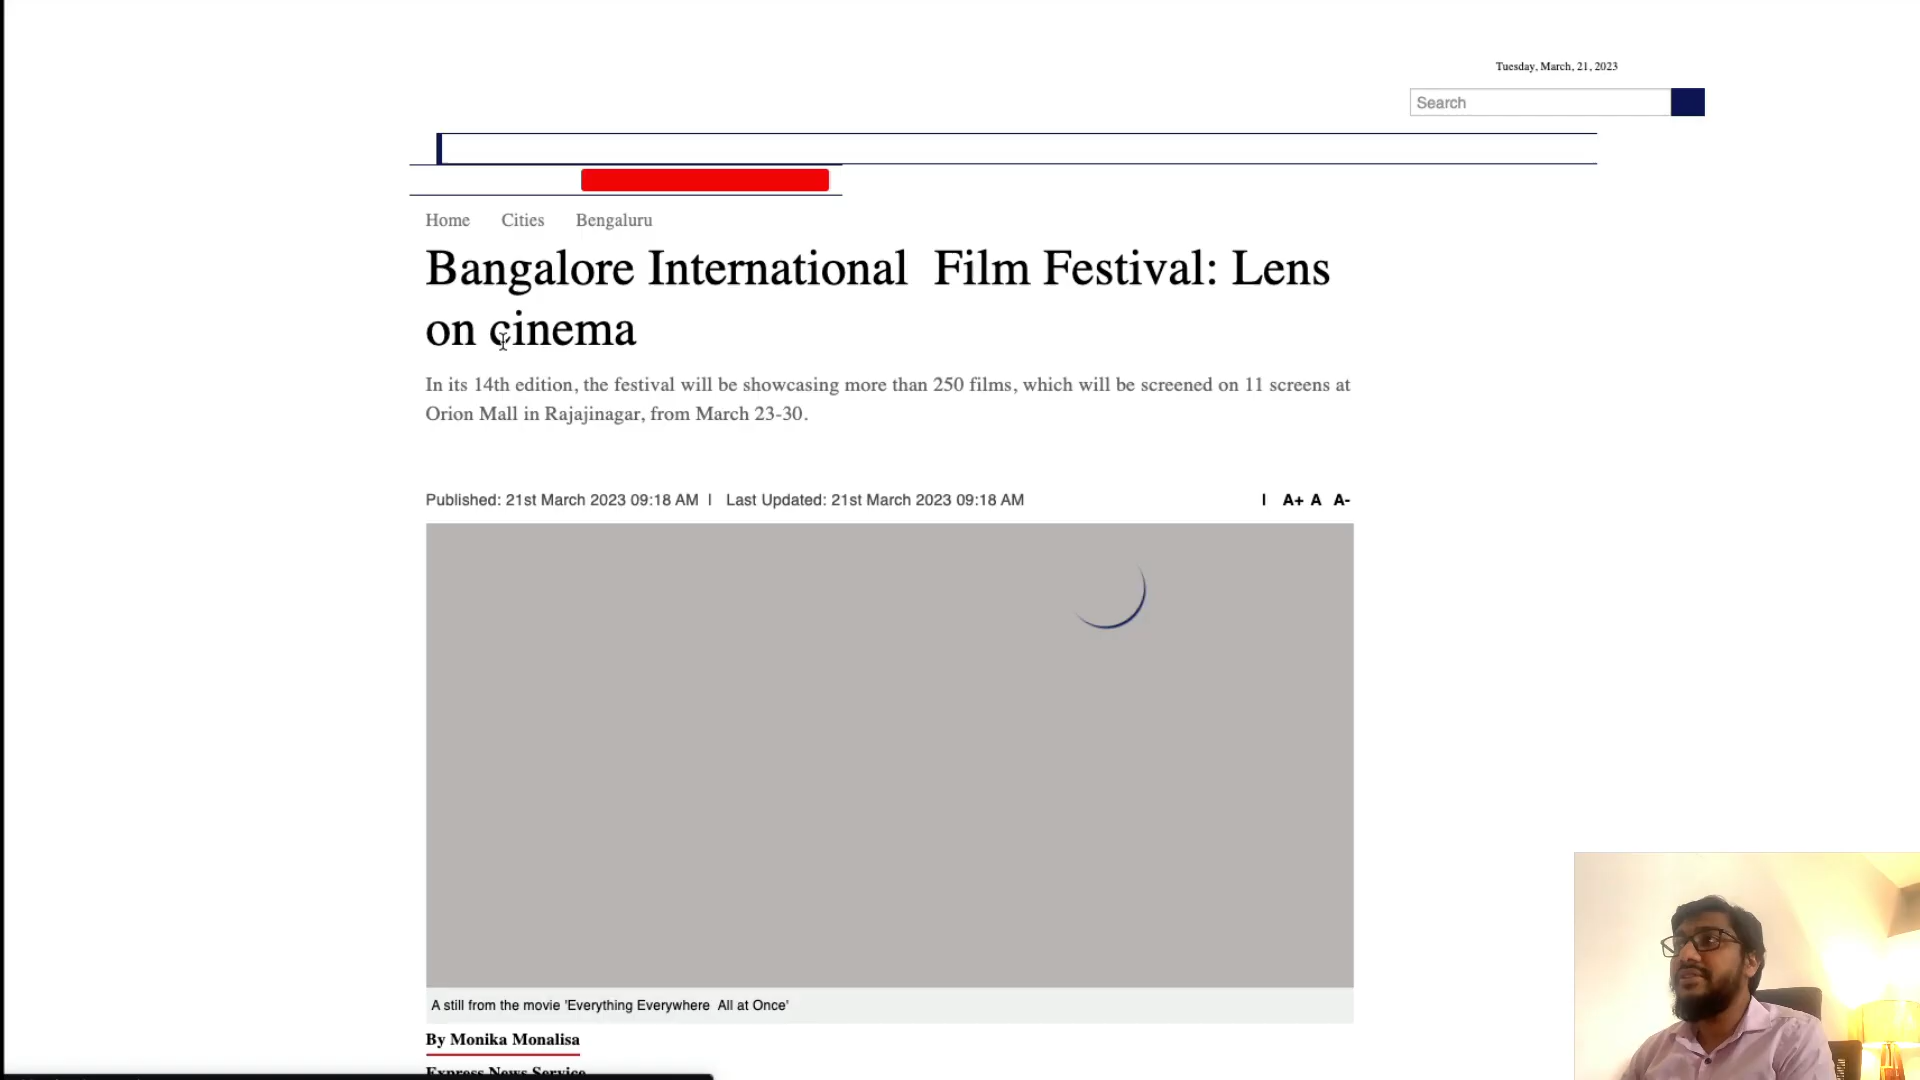 Tuesday, March, 21, 2023
Search
Home Cities Bengaluru
Bangalore International Film Festival: Lens
on cinema
In its 14th edition, the festival will be showcasing more than 250 films, which will be screened on 11 screens at
Orion Mall in Rajajinagar, from March 23-30.
Published: 21st March 2023 09:18 AM | Last Updated: 21st March 2023 09:18 AM | A+ A A-
A still from the movie 'Everything Everywhere All at Once'
By Monika Monalisa
Express News Service